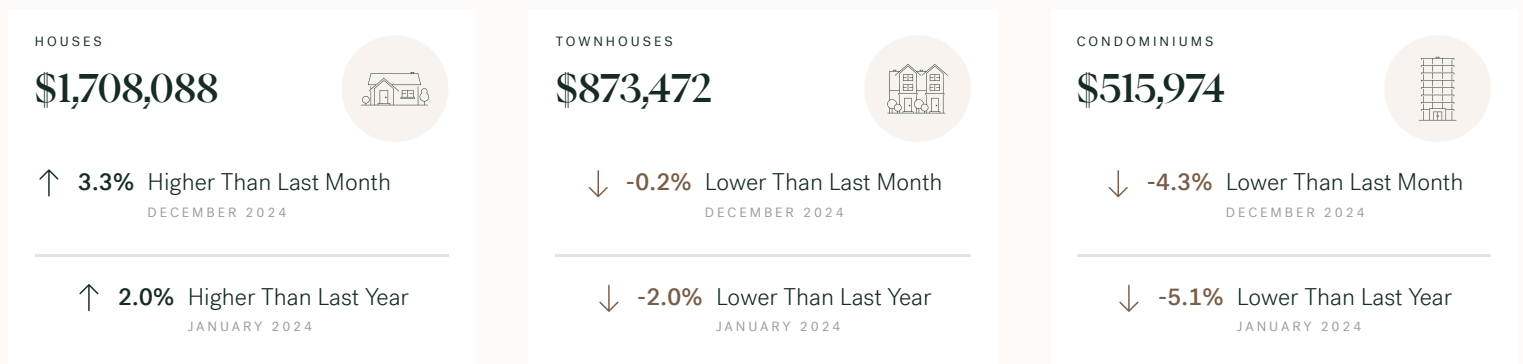 HOUSES
$1,708,088
↑ 3.3% Higher Than Last Month
DECEMBER 2024
↑ 2.0% Higher Than Last Year
JANUARY 2024
TOWNHOUSES
$873,472
↓ -0.2% Lower Than Last Month
DECEMBER 2024
↓ -2.0% Lower Than Last Year
JANUARY 2024
CONDOMINIUMS
$515,974
↓ -4.3% Lower Than Last Month
DECEMBER 2024
↓ -5.1% Lower Than Last Year
JANUARY 2024